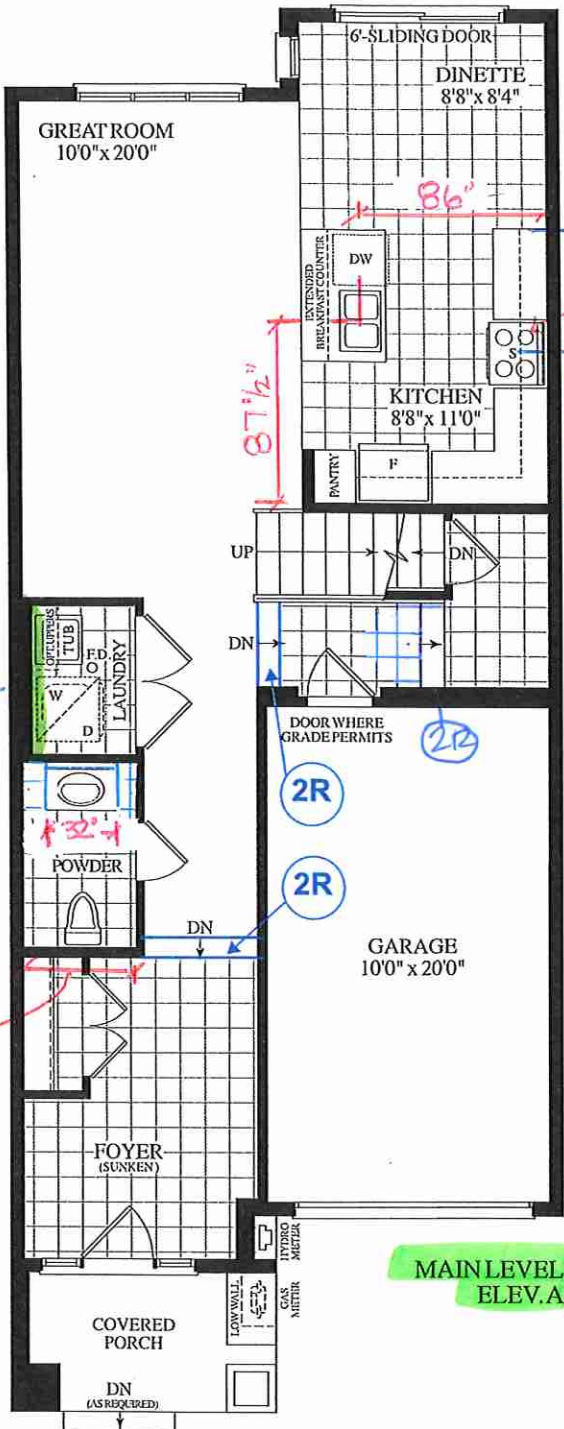 6'-SLIDING DOOR
DINETTE
8'8" x 8'4"
GREAT ROOM
10'0" x 20'0"
86"
DW
EXTENDED
BREAKFAST COUNTER
S
87½"
KITCHEN
8'8" x 11'0"
PANTRY
F
UP
DN
DN
OPT. UPPERS
TUB
F.D.
W
D
LAUNDRY
DOOR WHERE
GRADE PERMITS
2R
2R
32"
POWDER
2R
DN
GARAGE
10'0" x 20'0"
FOYER
(SUNKEN)
HYDRO
METER
GAS
METER
LOW WALL
MAIN LEVEL
ELEV. A
COVERED
PORCH
DN
(AS REQUIRED)